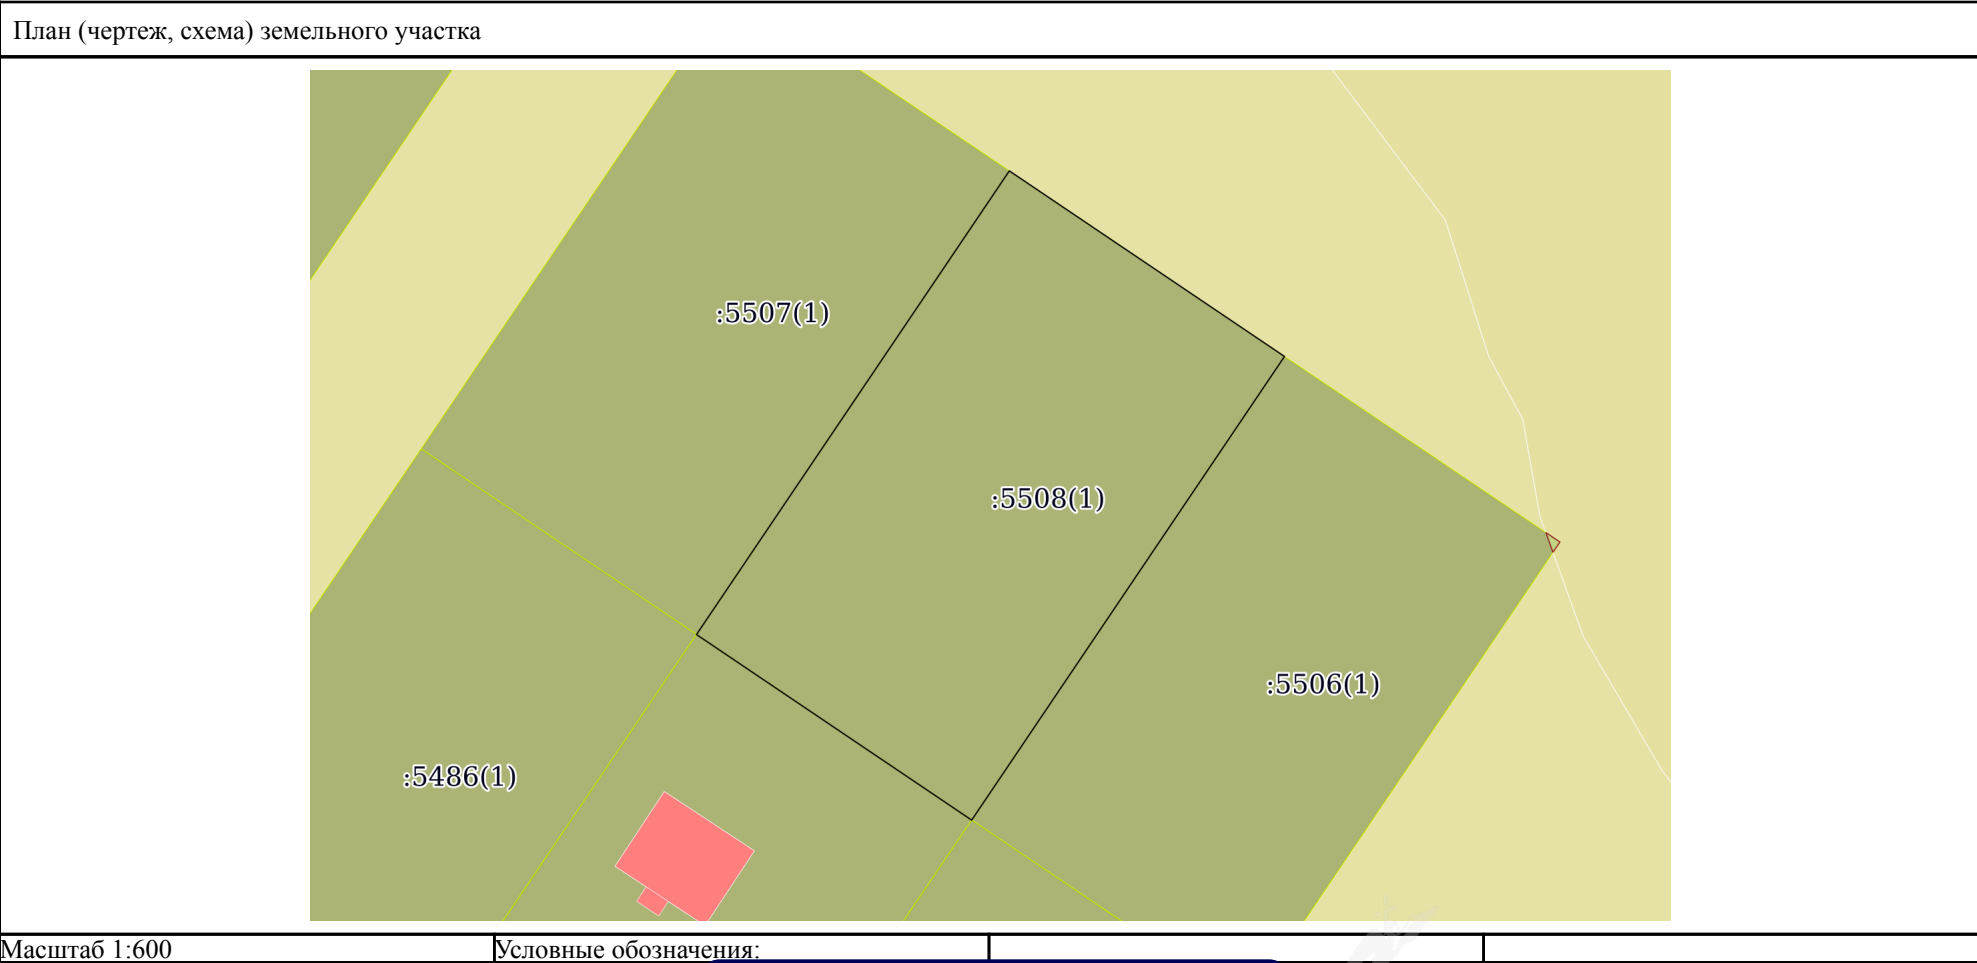 План (чертеж, схема) земельного участка
:5507(1)
:5508(1)
:5506(1)
:5486(1)
Масштаб 1:600
Условные обозначения: